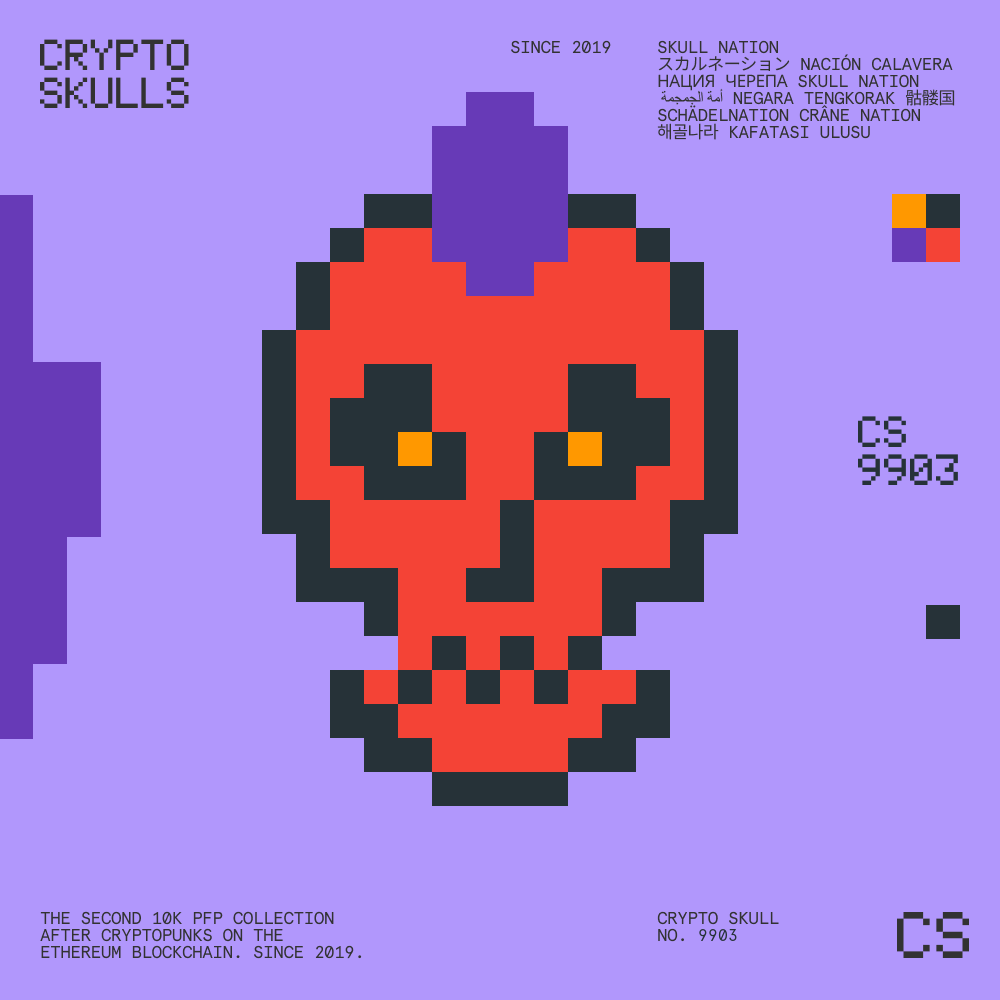 CRYPTO
SKULLS
SINCE 2019
SKULL NATION
スカルネーション NACIÓN CALAVERA
НАЦИЯ ЧЕРЕПА SKULL NATION
أمة الجمجمة NEGARA TENGKORAK 骷髅国
SCHÄDELNATION CRÂNE NATION
해골나라 KAFATASI ULUSU
CS
9903
THE SECOND 10K PFP COLLECTION
AFTER CRYPTOPUNKS ON THE
ETHEREUM BLOCKCHAIN. SINCE 2019.
CRYPTO SKULL
NO. 9903
CS